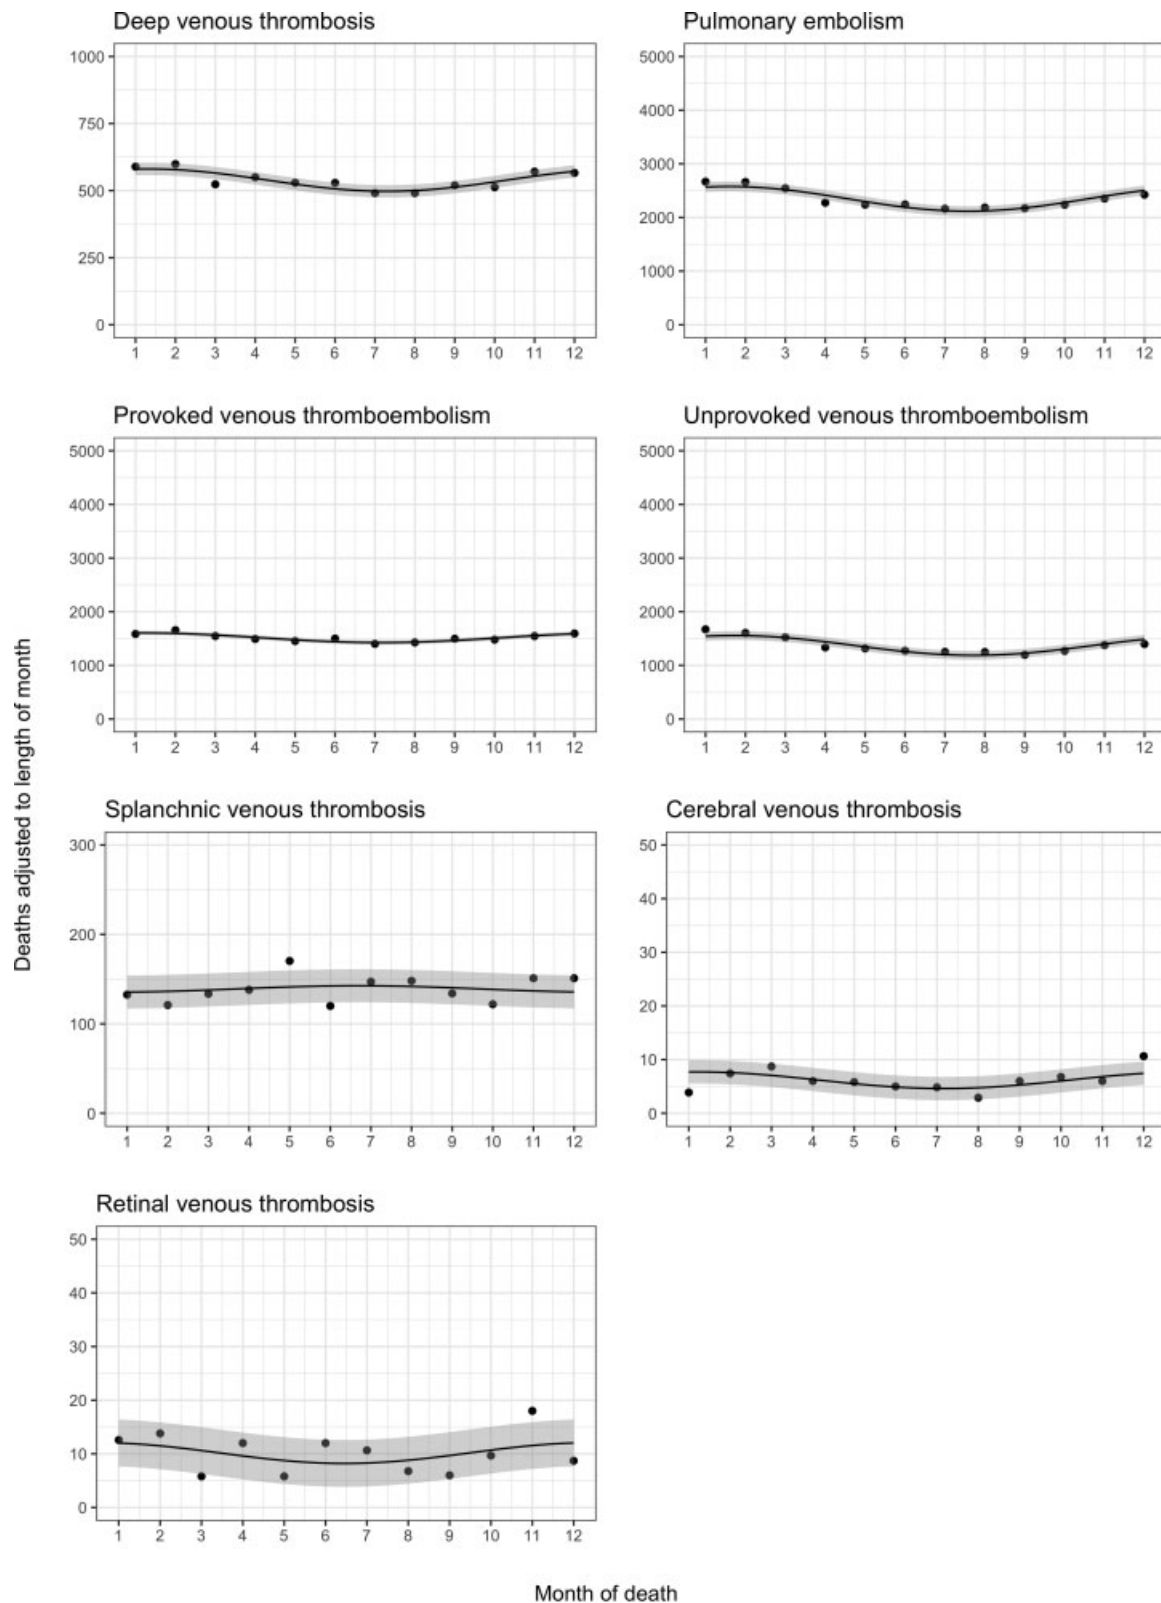 Deep venous thrombosis
1000
750
500
250
0
1 2 3 4 5 6 7 8 9 10 11 12
Pulmonary embolism
5000
4000
3000
2000
1000
0
1 2 3 4 5 6 7 8 9 10 11 12
Provoked venous thromboembolism
5000
4000
3000
2000
1000
0
1 2 3 4 5 6 7 8 9 10 11 12
Unprovoked venous thromboembolism
5000
4000
3000
2000
1000
0
1 2 3 4 5 6 7 8 9 10 11 12
Deaths adjusted to length of month
Splanchnic venous thrombosis
300
200
100
0
1 2 3 4 5 6 7 8 9 10 11 12
Cerebral venous thrombosis
50
40
30
20
10
0
1 2 3 4 5 6 7 8 9 10 11 12
Retinal venous thrombosis
50
40
30
20
10
0
1 2 3 4 5 6 7 8 9 10 11 12
Month of death